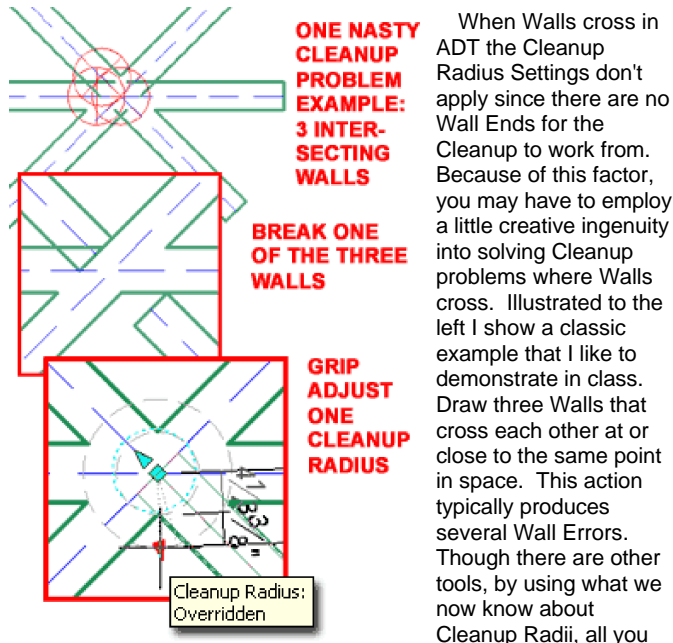 ONE NASTY
CLEANUP
PROBLEM
EXAMPLE:
3 INTER-
SECTING
WALLS
BREAK ONE
OF THE THREE
WALLS
GRIP
ADJUST
ONE
CLEANUP
RADIUS
Cleanup Radius:
Overridden
When Walls cross in
ADT the Cleanup
Radius Settings don't
apply since there are no
Wall Ends for the
Cleanup to work from.
Because of this factor,
you may have to employ
a little creative ingenuity
into solving Cleanup
problems where Walls
cross.  Illustrated to the
left I show a classic
example that I like to
demonstrate in class.
Draw three Walls that
cross each other at or
close to the same point
in space.  This action
typically produces
several Wall Errors.
Though there are other
tools, by using what we
now know about
Cleanup Radii, all you